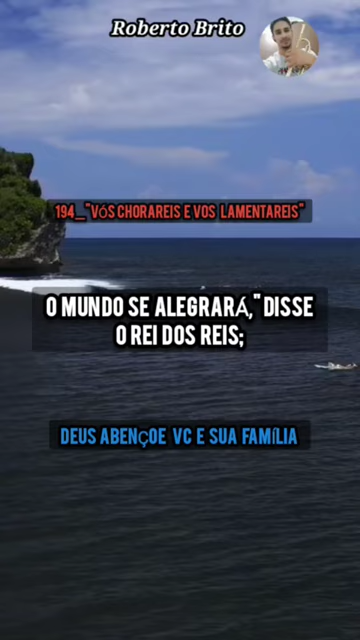 Roberto Brito
194_"VÓS CHORAREIS E VOS LAMENTAREIS"
O MUNDO SE ALEGRARÁ," DISSE
O REI DOS REIS;
DEUS ABENÇOE VC E SUA FAMÍLIA